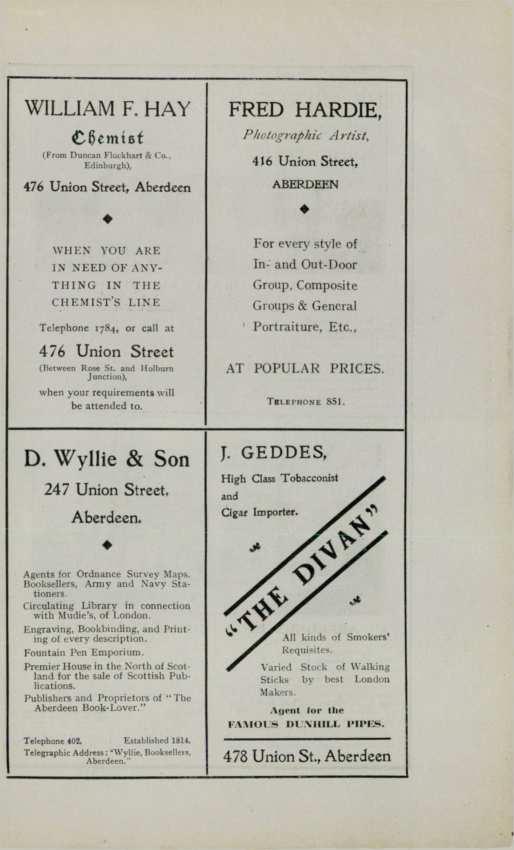 WILLIAM F. HAY
Chemist
(From Duncan Flockhart & Co.,
Edinburgh),
476 Union Street, Aberdeen
WHEN YOU ARE
IN NEED OF ANY-
THING IN THE
CHEMIST'S LINE
Telephone 1784, or call at
476 Union Street
(Between Rose St. and Holburn
Junction),
when your requirements will
be attended to.
FRED HARDIE,
Photographic Artist,
416 Union Street,
ABERDEEN
For every style of
In- and Out-Door
Group, Composite
Groups & General
Portraiture, Etc.,
AT POPULAR PRICES.
TELEPHONE 851.
D. Wyllie & Son
247 Union Street,
Aberdeen.
Agents for Ordnance Survey Maps.
Booksellers, Army and Navy Sta-
tioners.
Circulating Library in connection
with Mudie's, of London.
Engraving, Bookbinding, and Print-
ing of every description.
Fountain Pen Emporium.
Premier House in the North of Scot-
land for the sale of Scottish Pub-
lications.
Publishers and Proprietors of "The
Aberdeen Book-Lover."
Telephone 402. Established 1814.
Telegraphic Address: "Wyllie, Booksellers,
Aberdeen."
J. GEDDES,
High Class Tobacconist
and
Cigar Importer.
"THE DIVAN"
All kinds of Smokers'
Requisites.
Varied Stock of Walking
Sticks by best London
Makers.
Agent for the
FAMOUS DUNHILL PIPES.
478 Union St., Aberdeen